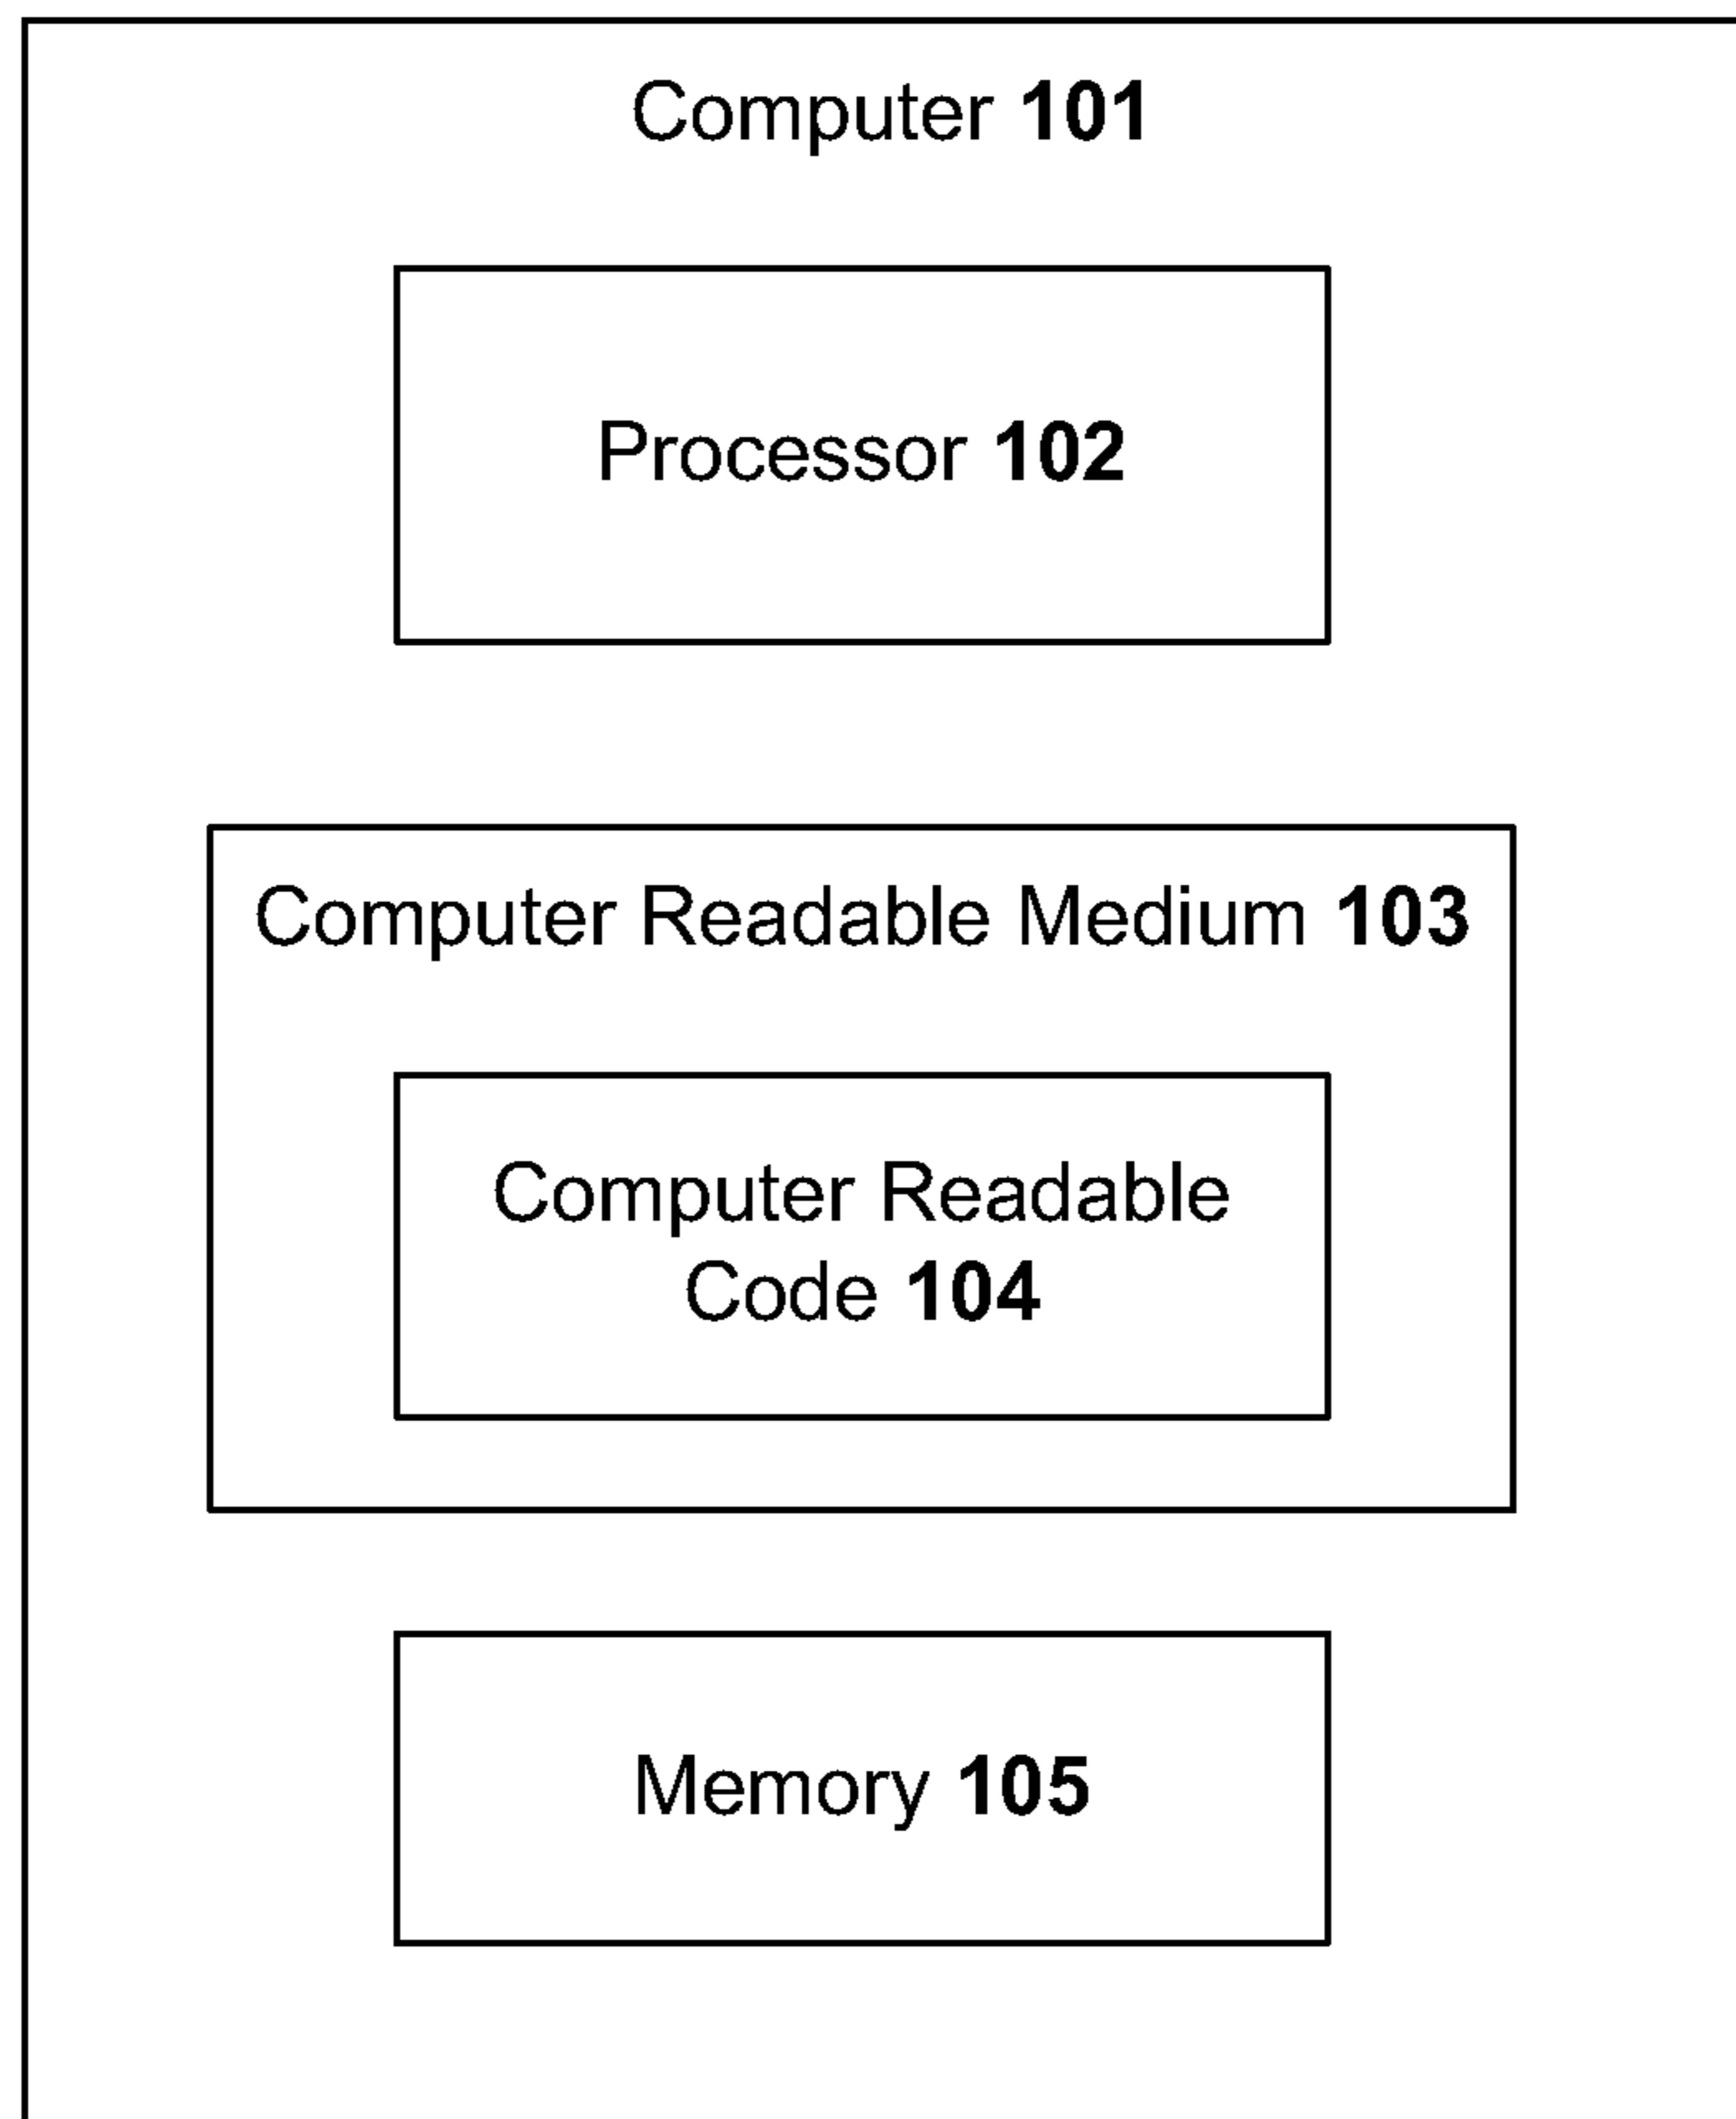 Computer 101
Processor 102
Computer Readable Medium 103
Computer Readable
Code 104
Memory 105